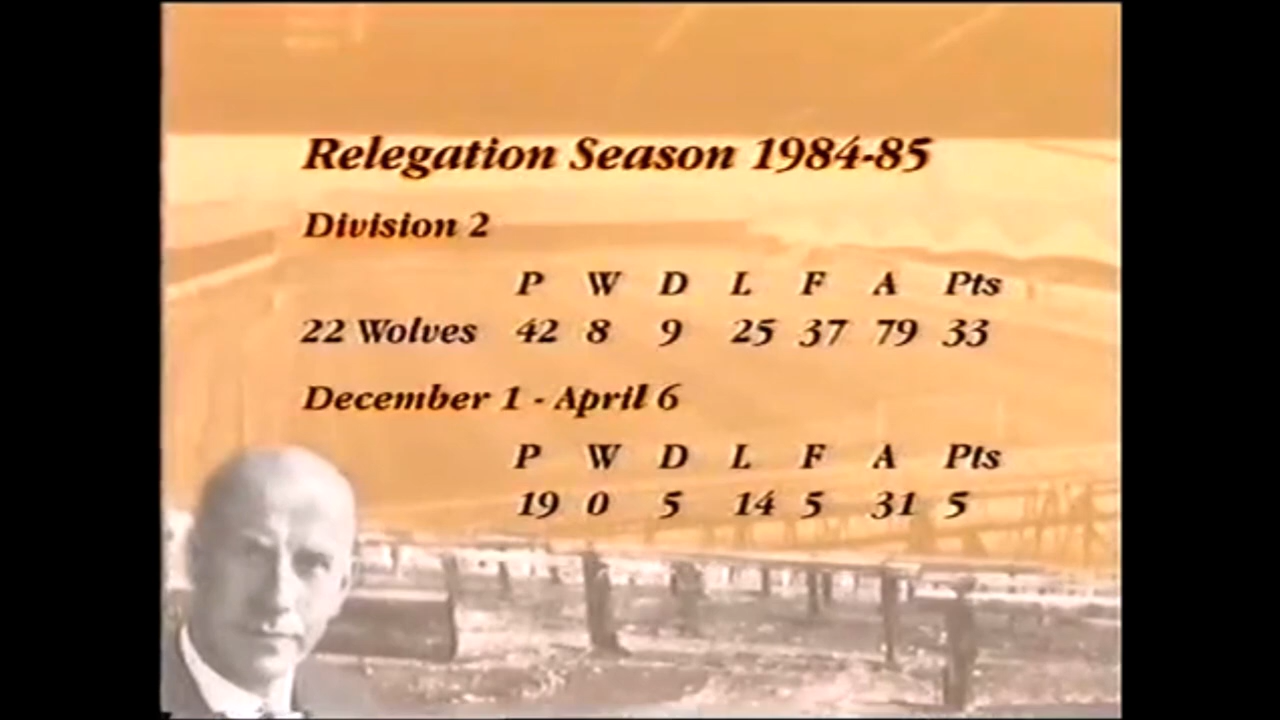 Relegation Season 1984-85
Division 2
P W D L F A Pts
22 Wolves 42 8 9 25 37 79 33
December 1 - April 6
P W D L F A Pts
19 0 5 14 5 31 5